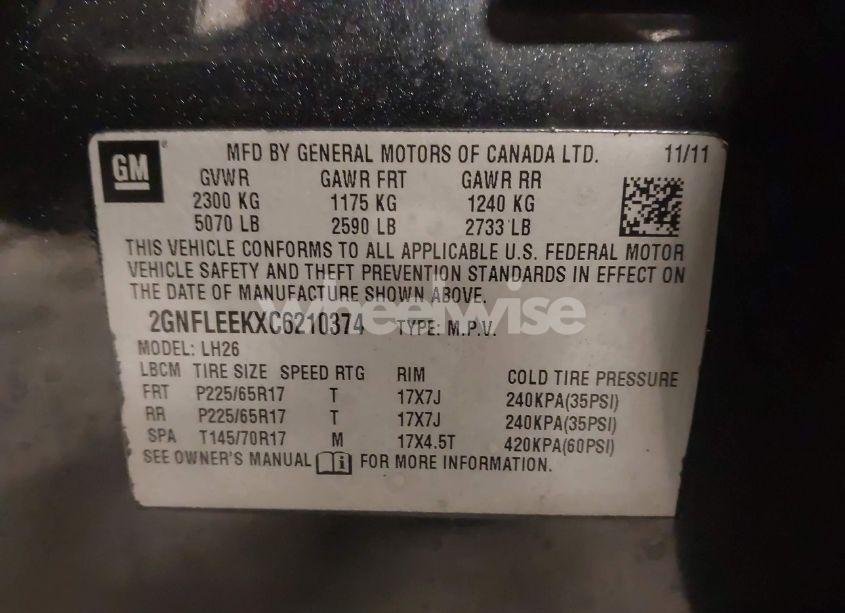 GM MFD BY GENERAL MOTORS OF CANADA LTD. 11/11
GVWR GAWR FRT GAWR RR
2300 KG 1175 KG 1240 KG
5070 LB 2590 LB 2733 LB
THIS VEHICLE CONFORMS TO ALL APPLICABLE U.S. FEDERAL MOTOR
VEHICLE SAFETY AND THEFT PREVENTION STANDARDS IN EFFECT ON
THE DATE OF MANUFACTURE SHOWN ABOVE.
wheelwise
2GNFLEEKXC6210374 TYPE: M.P.V.
MODEL: LH26
LBCM TIRE SIZE SPEED RTG RIM COLD TIRE PRESSURE
FRT P225/65R17 T 17X7J 240KPA(35PSI)
RR P225/65R17 T 17X7J 240KPA(35PSI)
SPA T145/70R17 M 17X4.5T 420KPA(60PSI)
SEE OWNER'S MANUAL i FOR MORE INFORMATION.